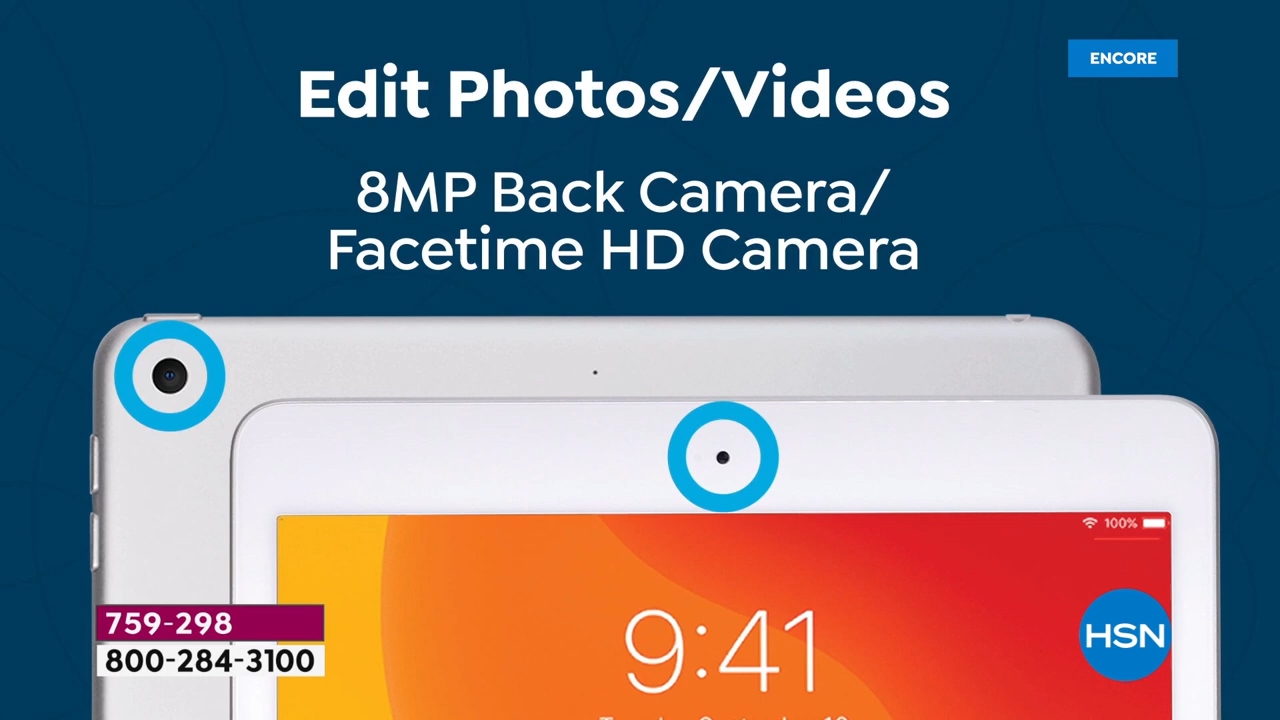 ENCORE
Edit Photos/Videos
8MP Back Camera/
Facetime HD Camera
100%
9:41
759-298
800-284-3100
HSN